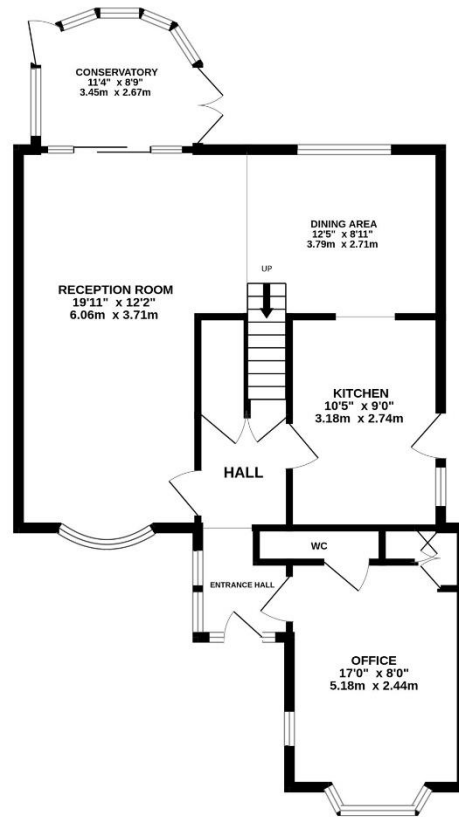 CONSERVATORY
11'4" x 8'9"
3.45m x 2.67m
DINING AREA
12'5" x 8'11"
3.79m x 2.71m
UP
RECEPTION ROOM
19'11" x 12'2"
6.06m x 3.71m
KITCHEN
10'5" x 9'0"
3.18m x 2.74m
HALL
WC
ENTRANCE HALL
OFFICE
17'0" x 8'0"
5.18m x 2.44m